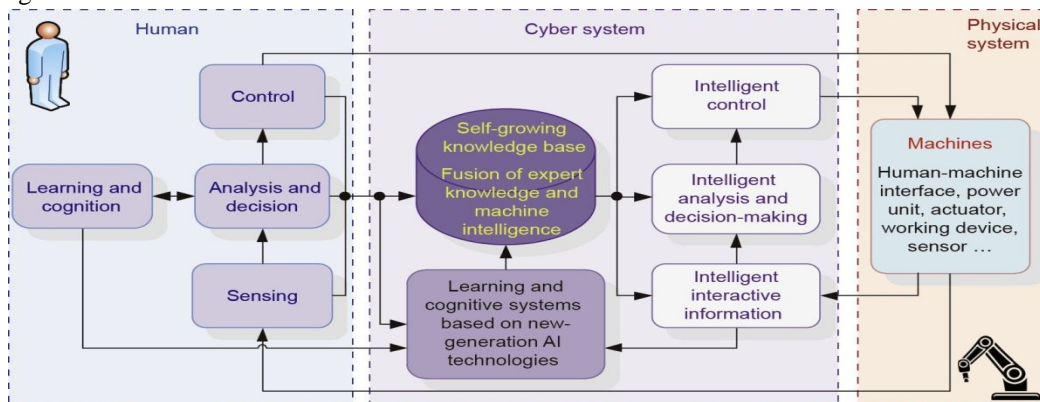 Human
Cyber system
Physical
system
Control
Learning and
cognition
Analysis and
decision
Sensing
Self-growing
knowledge base
Fusion of expert
knowledge and
machine
intelligence
Learning and
cognitive systems
based on new-
generation AI
technologies
Intelligent
control
Intelligent
analysis and
decision-making
Intelligent
interactive
information
Machines
Human-machine
interface, power
unit, actuator,
working device,
sensor ...